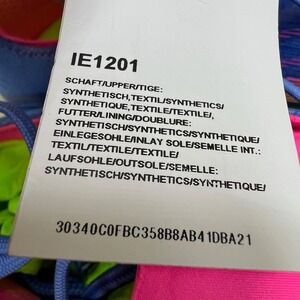 IE1201
SCHAFT/UPPER/TIGE:
SYNTHETISCH,TEXTIL/SYNTHETICS/
SYNTHETIQUE,TEXTILE/TEXTILE/,
FUTTER/LINING/DOUBLURE:
SYNTHETISCH/SYNTHETICS/SYNTHETIQUE/
EINLEGESOHLE/INLAY SOLE/SEMELLE INT.:
TEXTIL/TEXTILE/TEXTILE/
LAUFSOHLE/OUTSOLE/SEMELLE:
SYNTHETISCH/SYNTHETICS/SYNTHETIQUE/
30340C0FBC358B8AB41DBA21